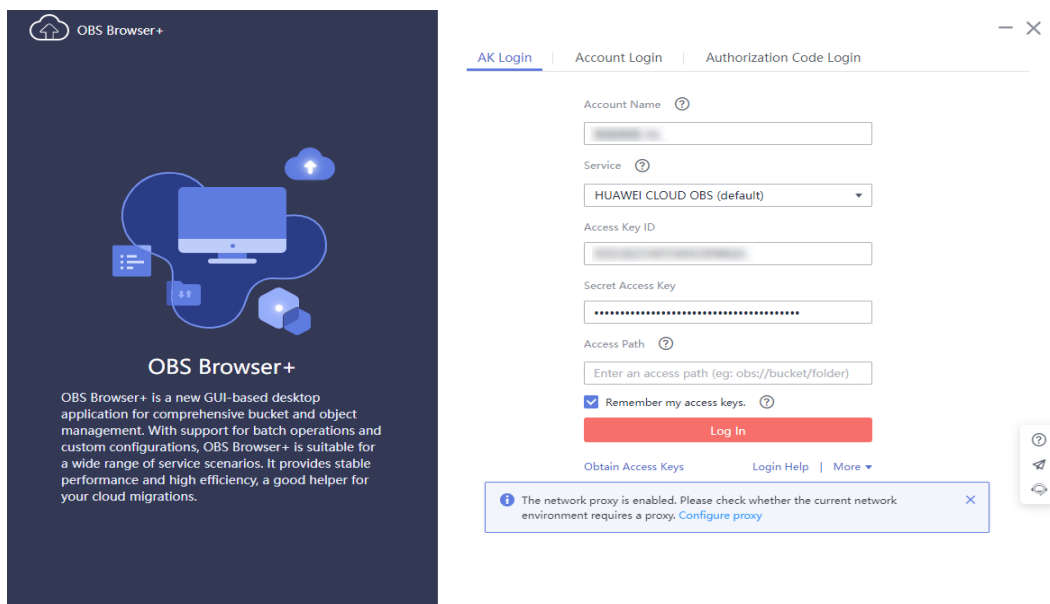 OBS Browser+
AK Login
Account Login
Authorization Code Login
Account Name
Service
HUAWEI CLOUD OBS (default)
Access Key ID
Secret Access Key
Access Path
Enter an access path (eg: obs://bucket/folder)
Remember my access keys.
Log In
Obtain Access Keys
Login Help | More
The network proxy is enabled. Please check whether the current network
environment requires a proxy. Configure proxy
OBS Browser+
OBS Browser+ is a new GUI-based desktop
application for comprehensive bucket and object
management. With support for batch operations and
custom configurations, OBS Browser+ is suitable for
a wide range of service scenarios. It provides stable
performance and high efficiency, a good helper for
your cloud migrations.